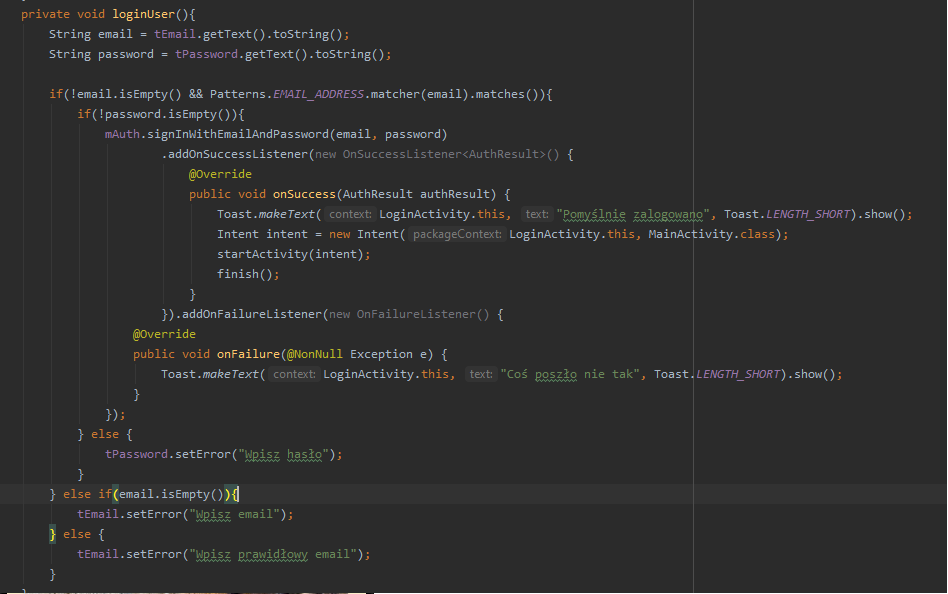 private void loginUser(){
String email = tEmail.getText().toString();
String password = tPassword.getText().toString();
if(!email.isEmpty() && Patterns.EMAIL_ADDRESS.matcher(email).matches()){
if(!password.isEmpty()){
mAuth.signInWithEmailAndPassword(email, password)
.addOnSuccessListener(new OnSuccessListener<AuthResult>() {
@Override
public void onSuccess(AuthResult authResult) {
Toast.makeText( context: LoginActivity.this, text: "Pomyślnie zalogowano", Toast.LENGTH_SHORT).show();
Intent intent = new Intent( packageContext: LoginActivity.this, MainActivity.class);
startActivity(intent);
finish();
}
}).addOnFailureListener(new OnFailureListener() {
@Override
public void onFailure(@NonNull Exception e) {
Toast.makeText( context: LoginActivity.this, text: "Coś poszło nie tak", Toast.LENGTH_SHORT).show();
}
});
} else {
tPassword.setError("Wpisz hasło");
}
} else if(email.isEmpty()){
tEmail.setError("Wpisz email");
} else {
tEmail.setError("Wpisz prawidłowy email");
}